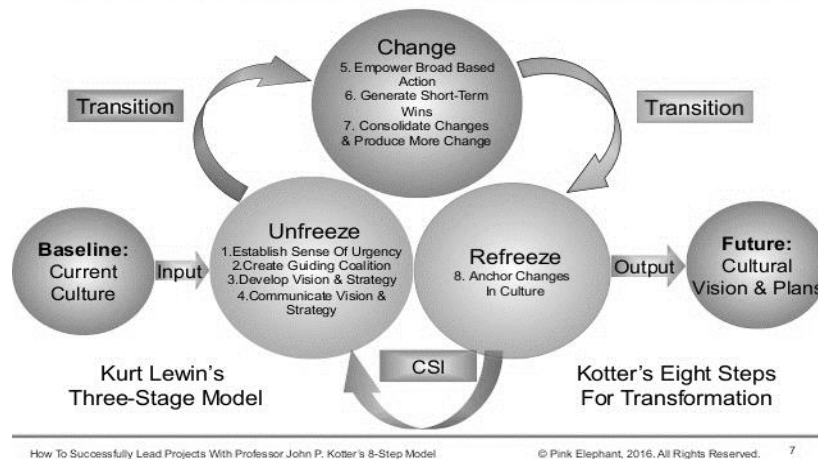 Change
5. Empower Broad Based
Action
6. Generate Short-Term
Wins
7. Consolidate Changes
& Produce More Change
Transition
Transition
Unfreeze
1.Establish Sense Of Urgency
2.Create Guiding Coalition
3.Develop Vision & Strategy
4.Communicate Vision &
Strategy
Refreeze
8. Anchor Changes
In Culture
Baseline:
Current
Culture
Input
Output
Future:
Cultural
Vision & Plans
CSI
Kurt Lewin's
Three-Stage Model
Kotter's Eight Steps
For Transformation
How To Successfully Lead Projects With Professor John P. Kotter's 8-Step Model
© Pink Elephant, 2016. All Rights Reserved.
7